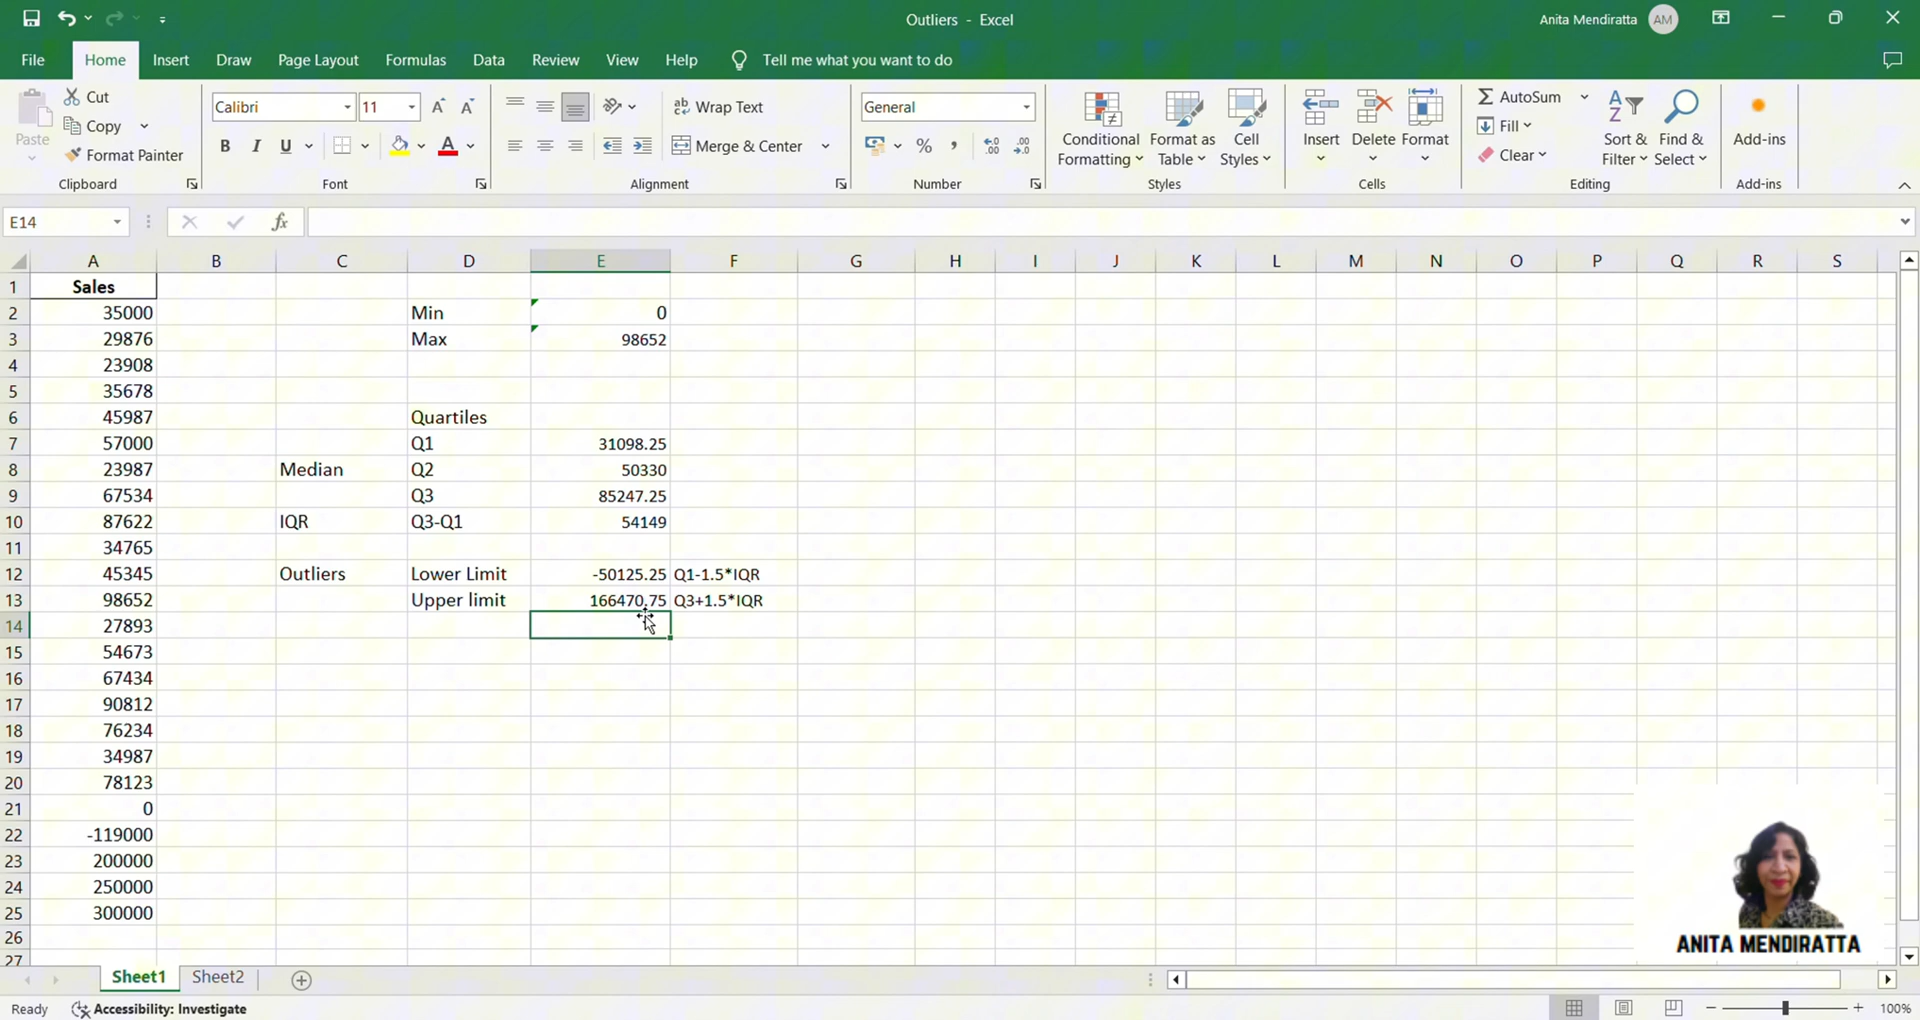 Outliers - Excel
Anita Mendiratta AM
File Home Insert Draw Page Layout Formulas Data Review View Help Tell me what you want to do
Paste
Cut
Copy
Format Painter
Clipboard
Calibri 11
B I U
Font
Wrap Text
Merge & Center
Alignment
General
Number
Conditional Formatting
Format as Table
Cell Styles
Styles
Insert Delete Format
Cells
AutoSum
Fill
Clear
Sort & Filter
Find & Select
Editing
Add-ins
Add-ins
E14 fx
A B C D E F G H I J K L M N O P Q R S
1 Sales
2 35000 Min 0
3 29876 Max 98652
4 23908
5 35678
6 45987 Quartiles
7 57000 Q1 31098.25
8 23987 Median Q2 50330
9 67534 Q3 85247.25
10 87622 IQR Q3-Q1 54149
11 34765
12 45345 Outliers Lower Limit -50125.25 Q1-1.5*IQR
13 98652 Upper limit 166470.75 Q3+1.5*IQR
14 27893
15 54673
16 67434
17 90812
18 76234
19 34987
20 78123
21 0
22 -119000
23 200000
24 250000
25 300000
26
27
ANITA MENDIRATTA
Sheet1 Sheet2
Ready Accessibility: Investigate 100%